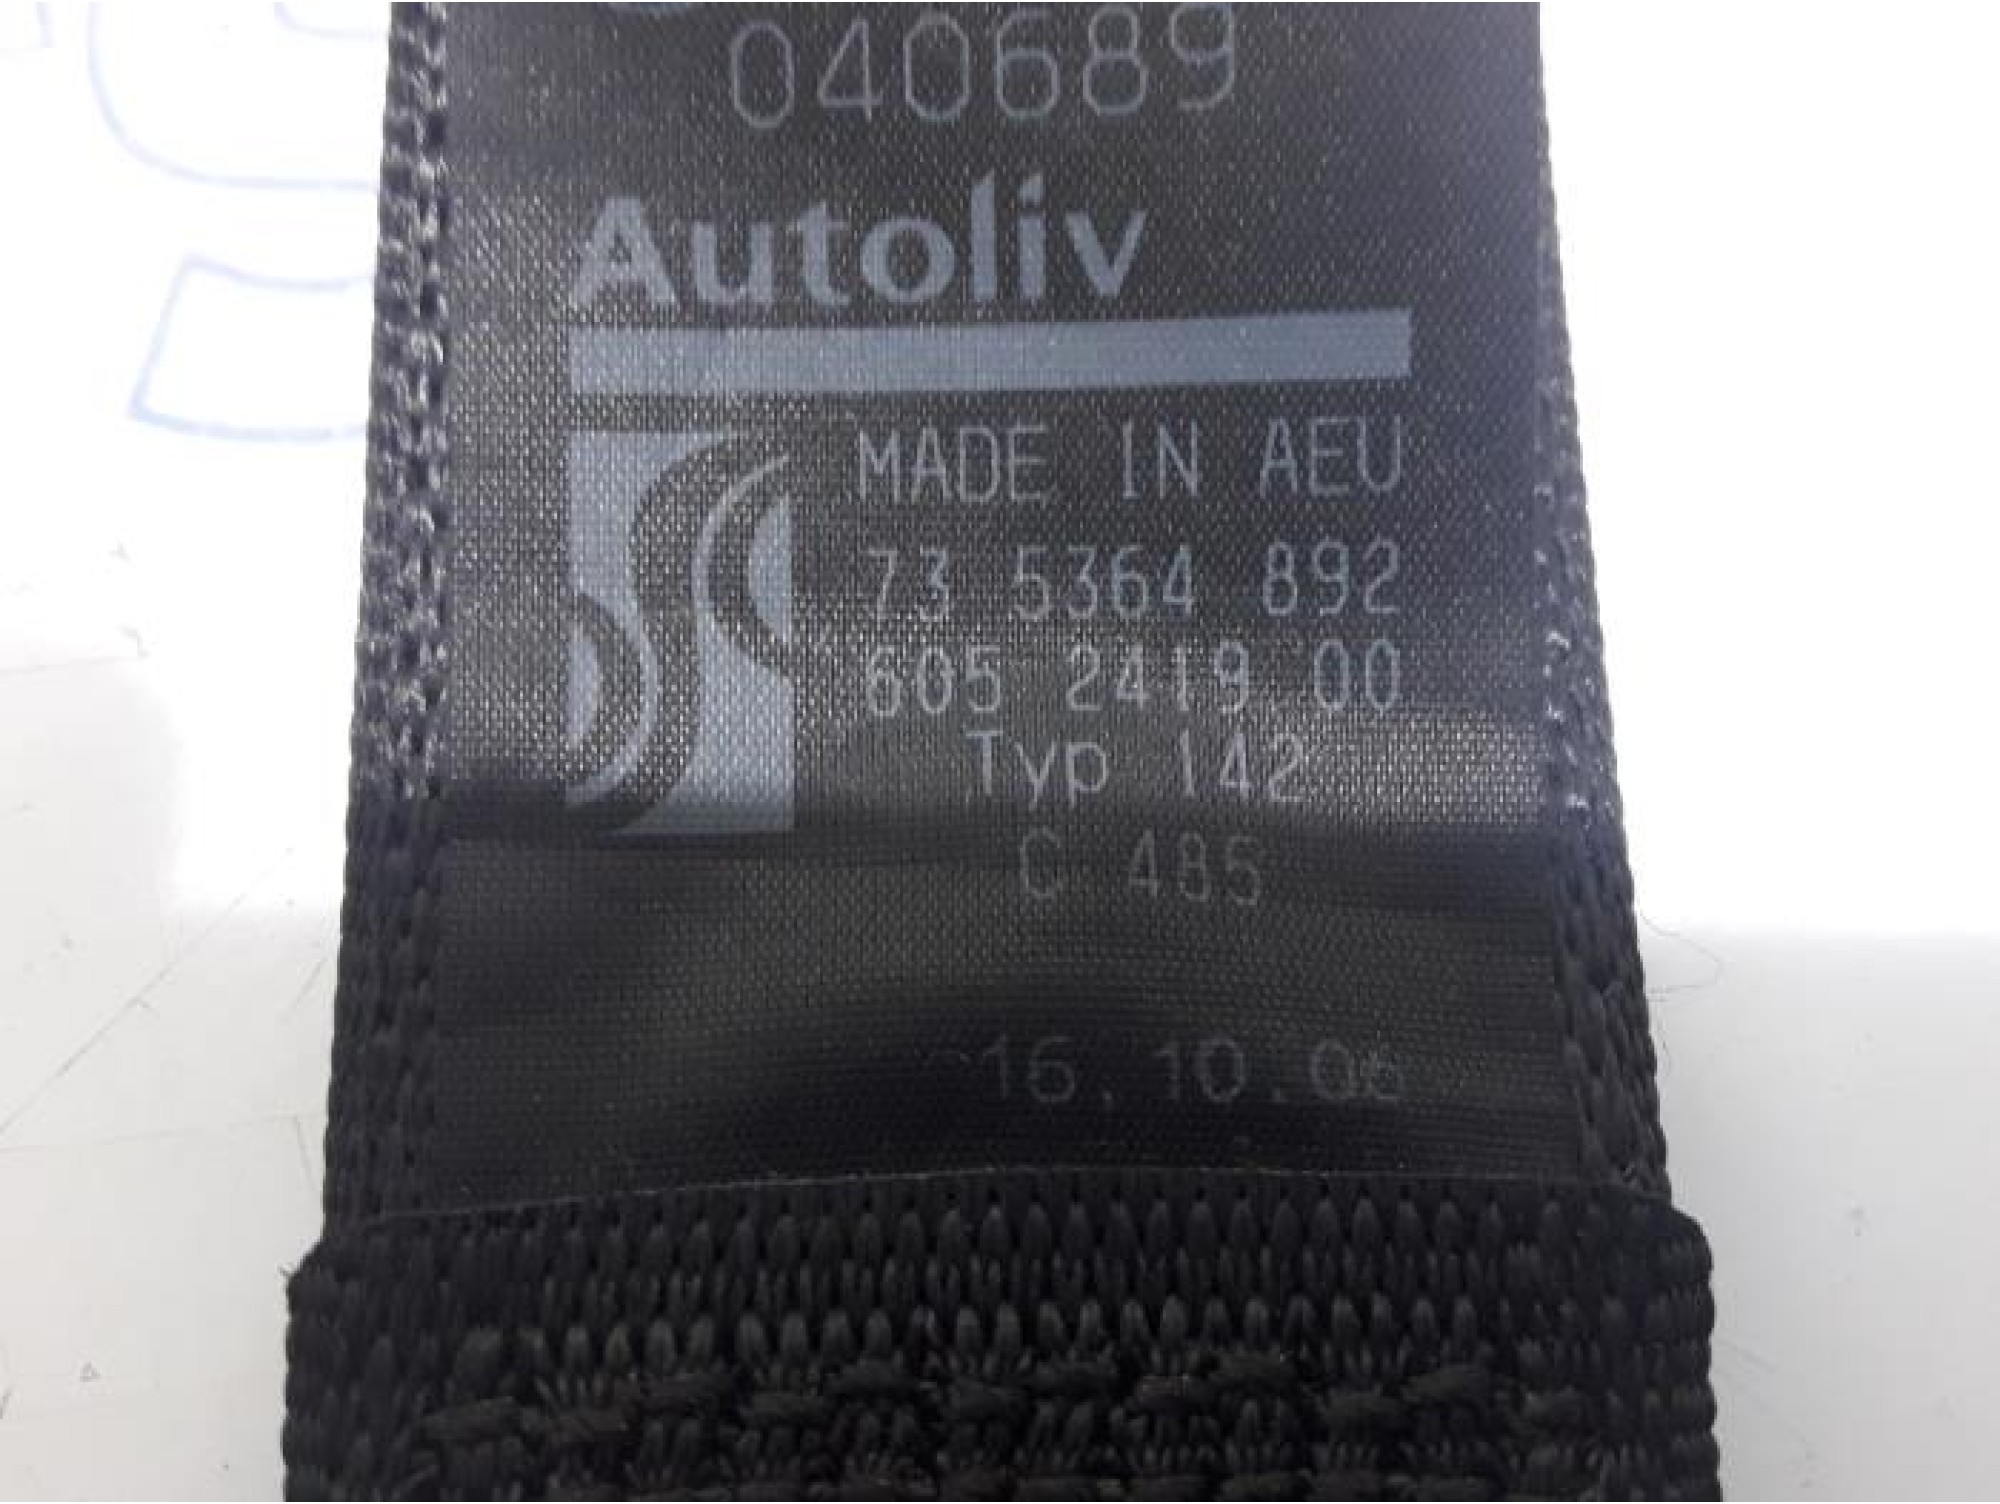 040689
Autoliv
MADE IN AEU
73 5364 892
605 2419 00
Typ 142
C 485
16.10.06